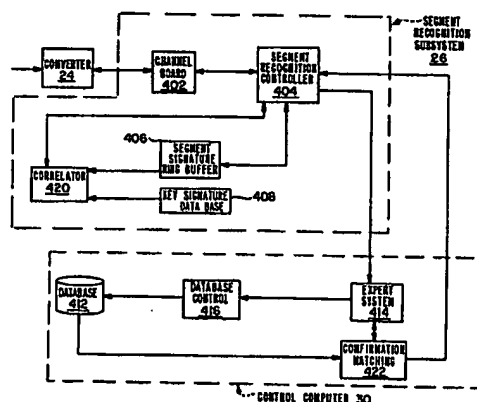 SEGMENT
RECOGNITION
SUBSYSTEM
26
CONVERTER
24
CHANNEL
BOARD
402
SEGMENT
RECOGNITION
CONTROLLER
404
406
SEGMENT
SIGNATURE
RING BUFFER
CORRELATOR
420
KEY SIGNATURE
DATA BASE
408
DATABASE
412
DATABASE
CONTROL
416
EXPERT
SYSTEM
414
CONFIRMATION
MATCHING
422
CONTROL COMPUTER 30